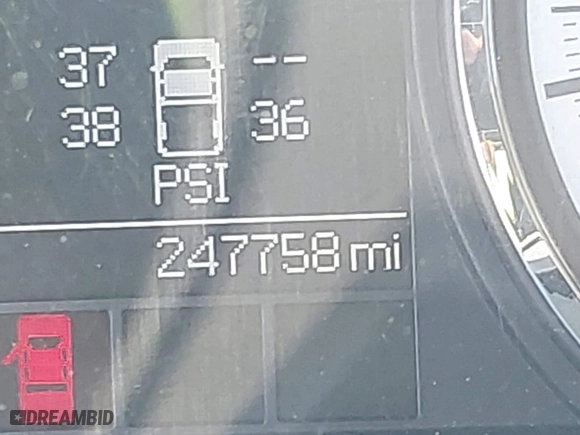 37 --
38 36
PSI
247758 mi
DREAMBID